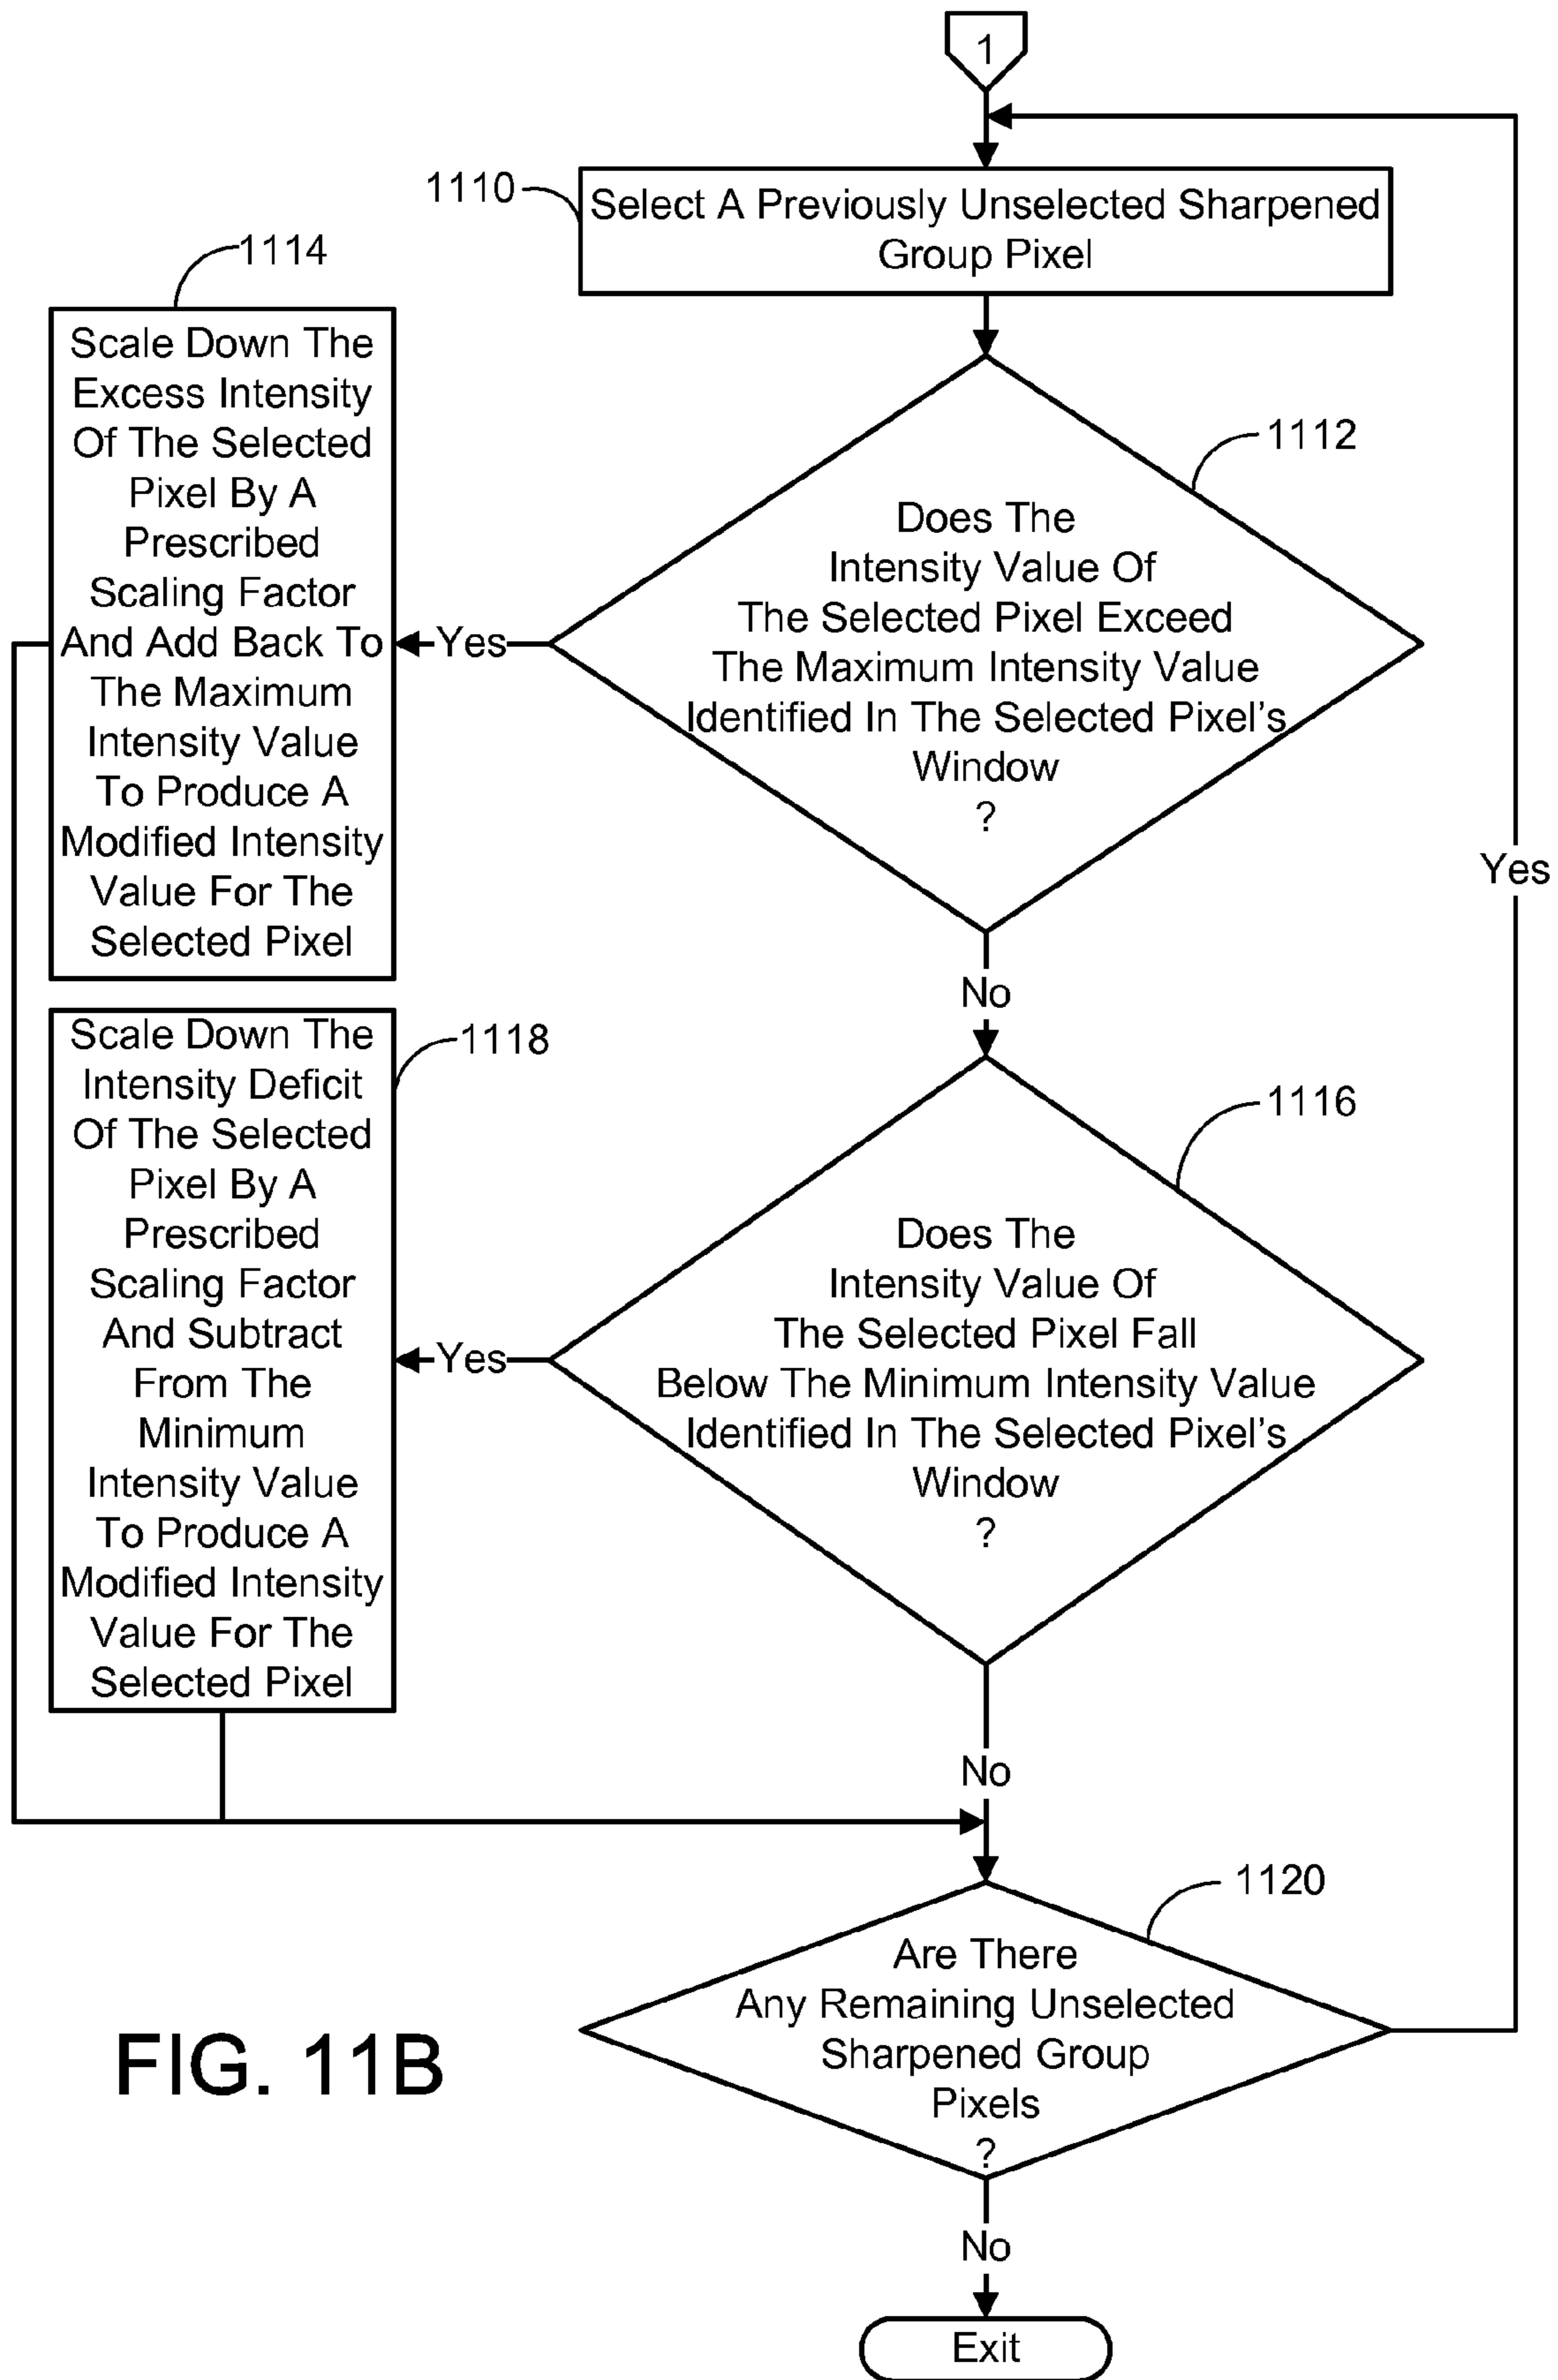 1
1110
Select A Previously Unselected Sharpened
Group Pixel
1114
Scale Down The
Excess Intensity
Of The Selected
Pixel By A
Prescribed
Scaling Factor
And Add Back To
The Maximum
Intensity Value
To Produce A
Modified Intensity
Value For The
Selected Pixel
1112
Does The
Intensity Value Of
The Selected Pixel Exceed
The Maximum Intensity Value
Identified In The Selected Pixel's
Window
?
Yes
Yes
No
1118
Scale Down The
Intensity Deficit
Of The Selected
Pixel By A
Prescribed
Scaling Factor
And Subtract
From The
Minimum
Intensity Value
To Produce A
Modified Intensity
Value For The
Selected Pixel
1116
Does The
Intensity Value Of
The Selected Pixel Fall
Below The Minimum Intensity Value
Identified In The Selected Pixel's
Window
?
Yes
No
1120
Are There
Any Remaining Unselected
Sharpened Group
Pixels
?
FIG. 11B
No
Exit